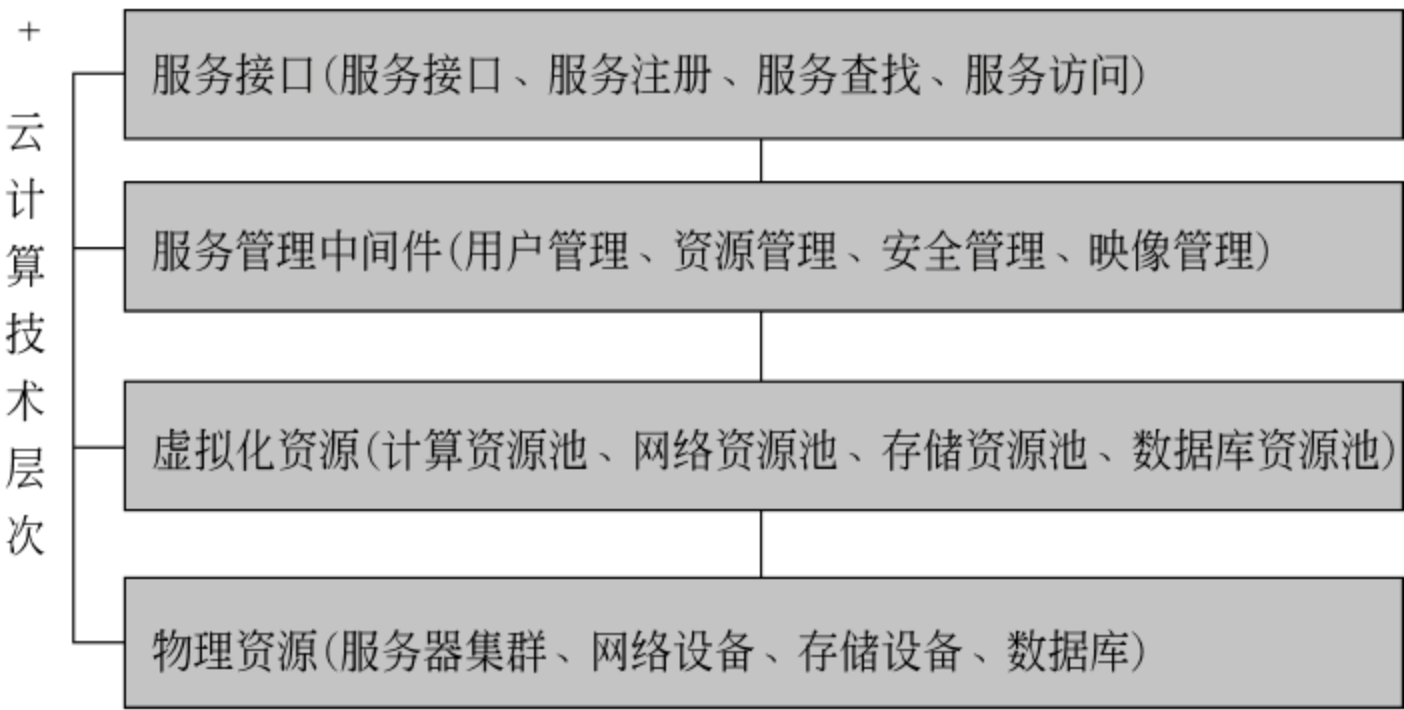 +
云计算技术层次
服务接口(服务接口、服务注册、服务查找、服务访问)
服务管理中间件(用户管理、资源管理、安全管理、映像管理)
虚拟化资源(计算资源池、网络资源池、存储资源池、数据库资源池)
物理资源(服务器集群、网络设备、存储设备、数据库)